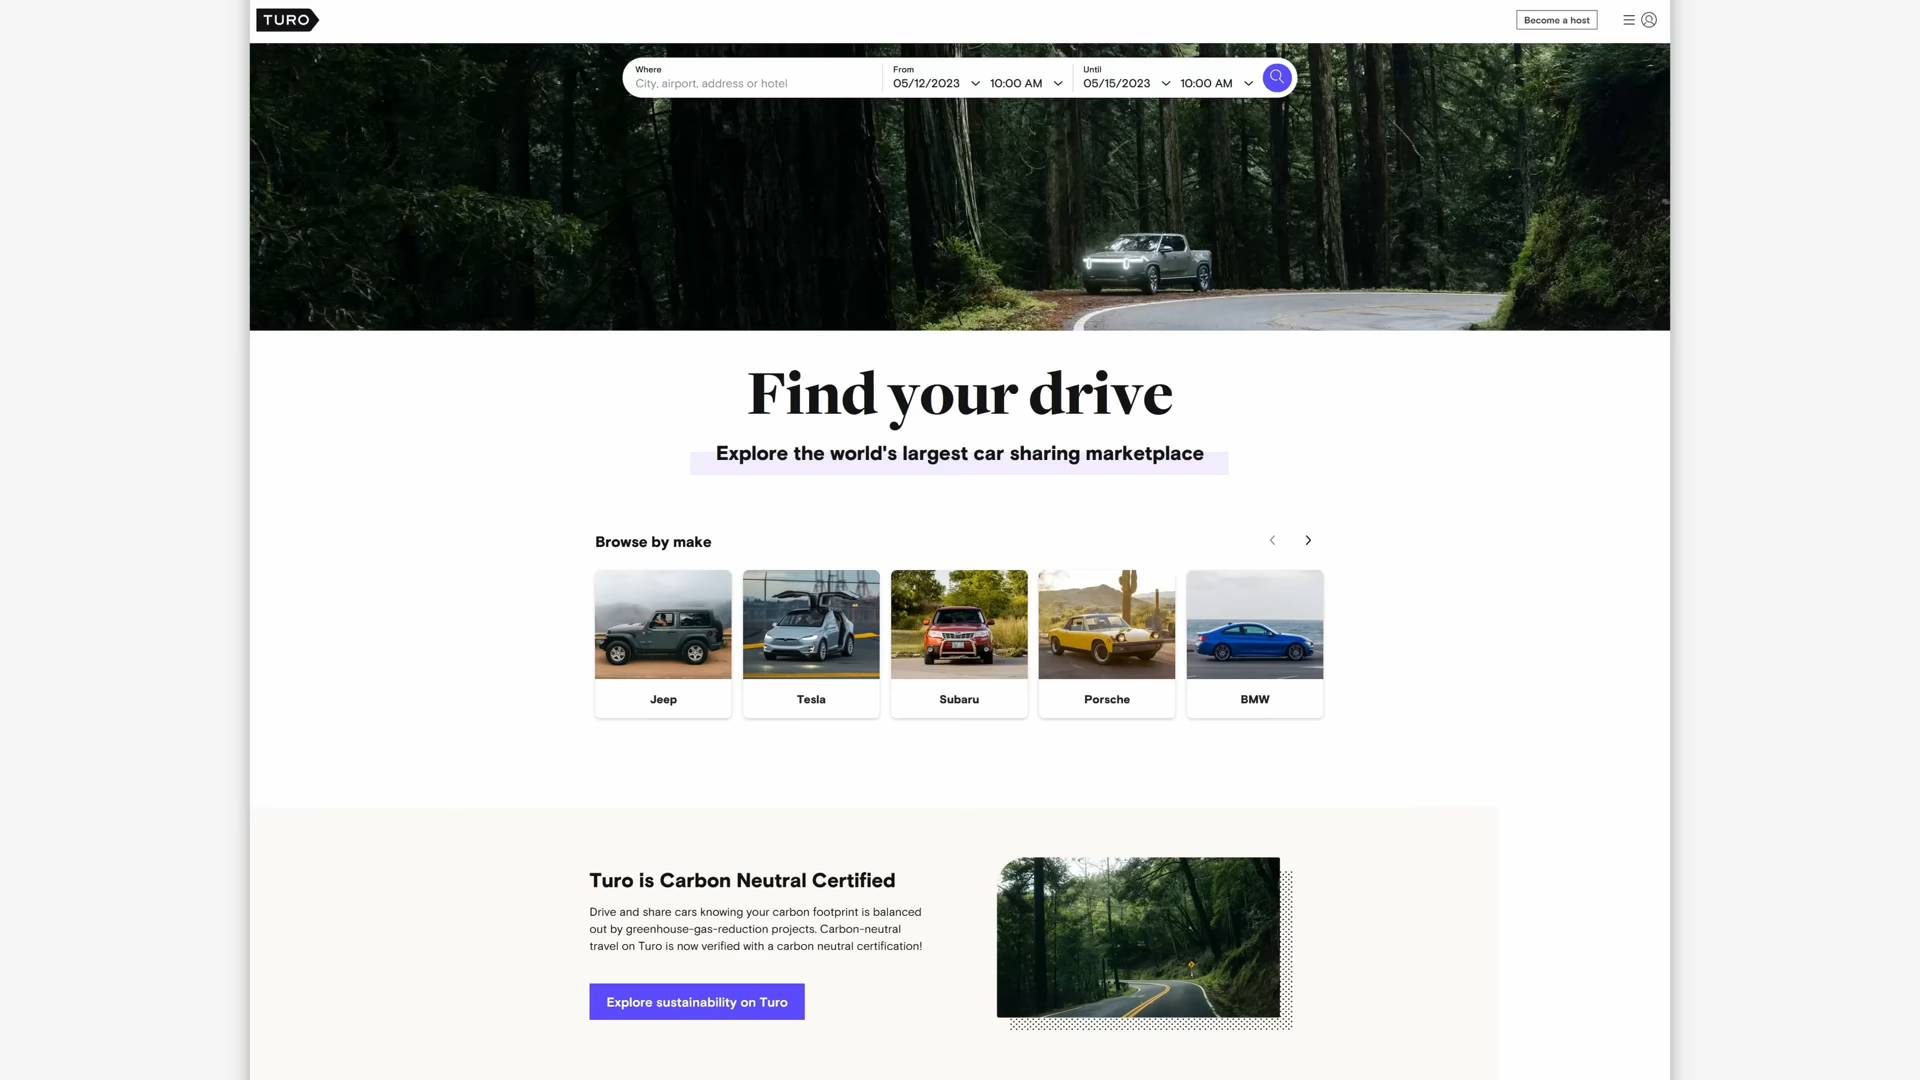 TURO
Become a host
Where
City, airport, address or hotel
From
05/12/2023
10:00 AM
Until
05/15/2023
10:00 AM
Find your drive
Explore the world's largest car sharing marketplace
Browse by make
Jeep
Tesla
Subaru
Porsche
BMW
Turo is Carbon Neutral Certified
Drive and share cars knowing your carbon footprint is balanced
out by greenhouse-gas-reduction projects. Carbon-neutral
travel on Turo is now verified with a carbon neutral certification!
Explore sustainability on Turo